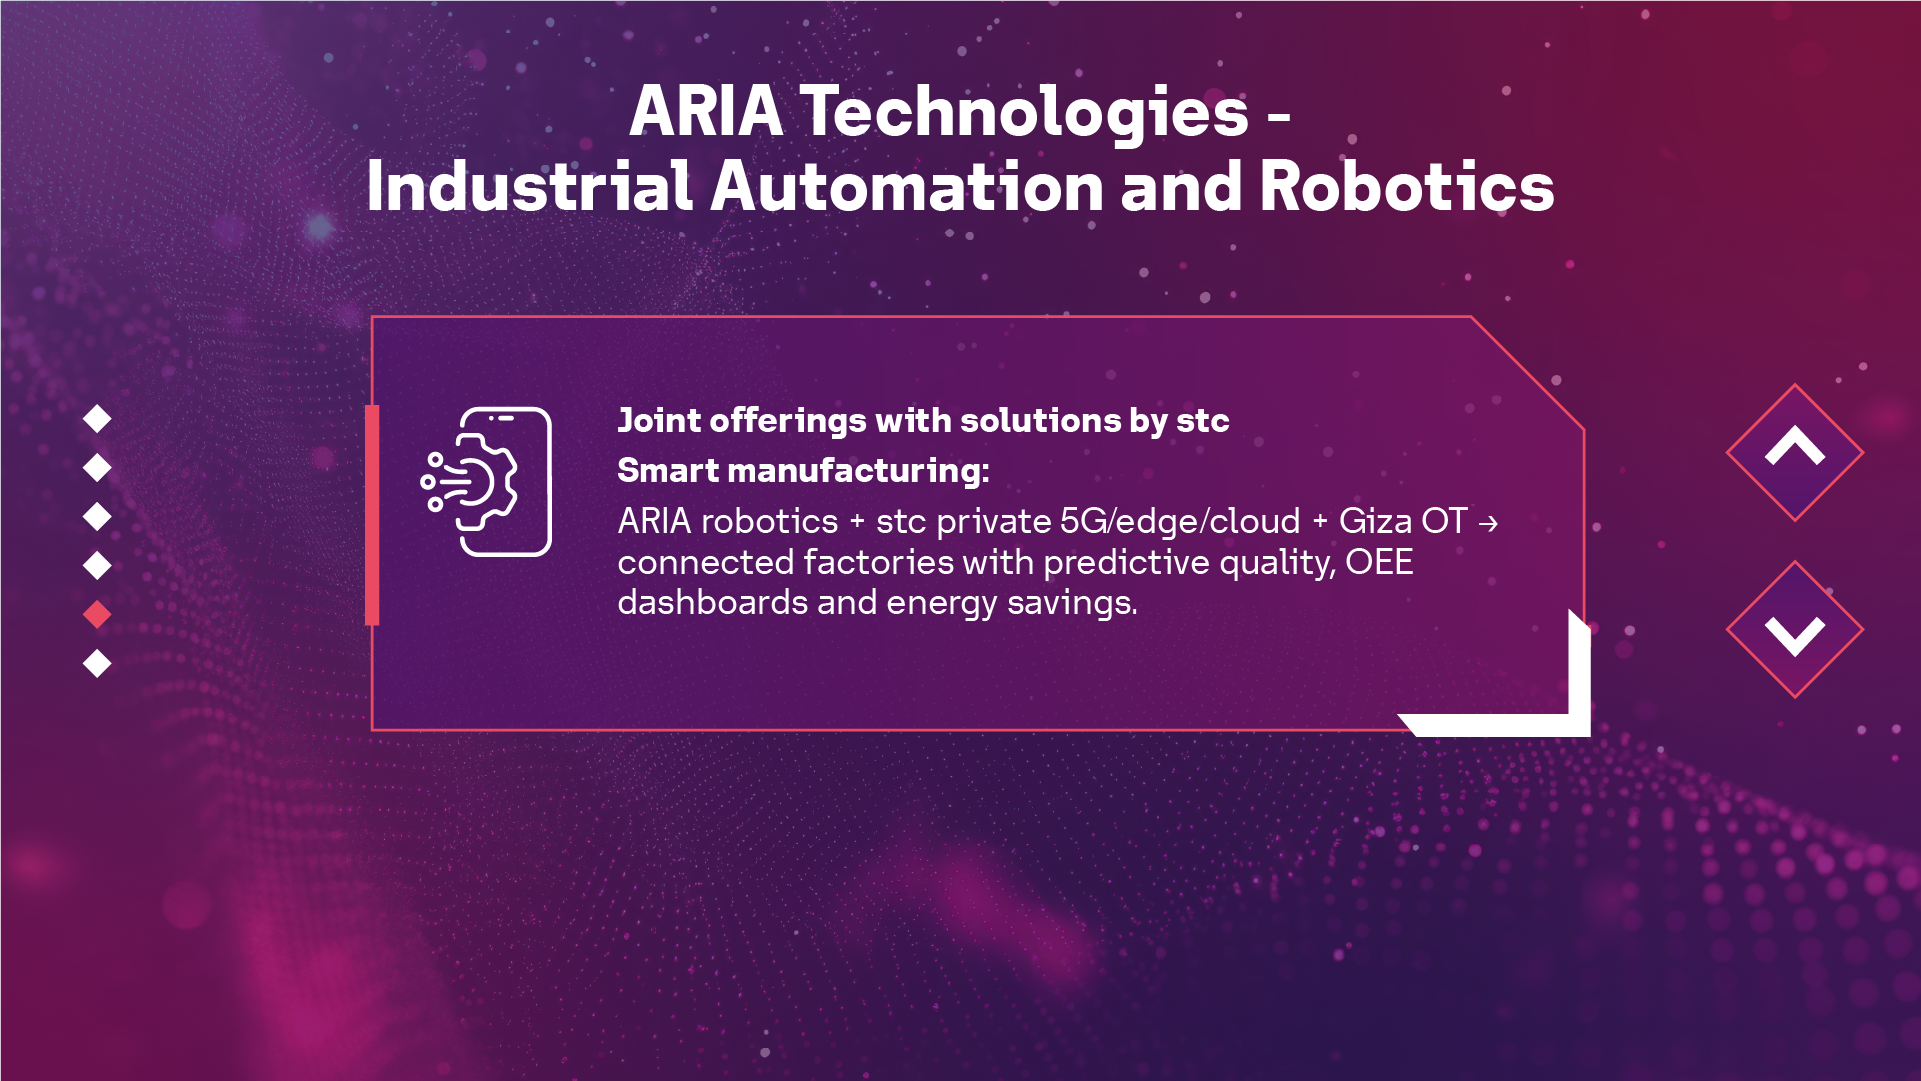 ARIA Technologies -
Industrial Automation and Robotics
Joint offerings with solutions by stc
Smart manufacturing:
ARIA robotics + stc private 5G/edge/cloud + Giza OT →
connected factories with predictive quality, OEE
dashboards and energy savings.